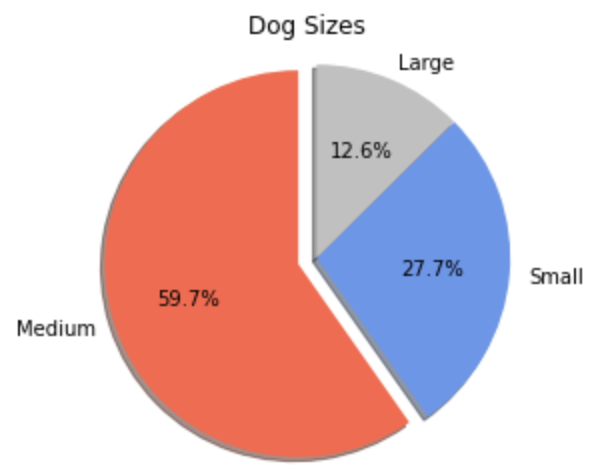 Dog Sizes
Large
12.6%
27.7%
Small
59.7%
Medium